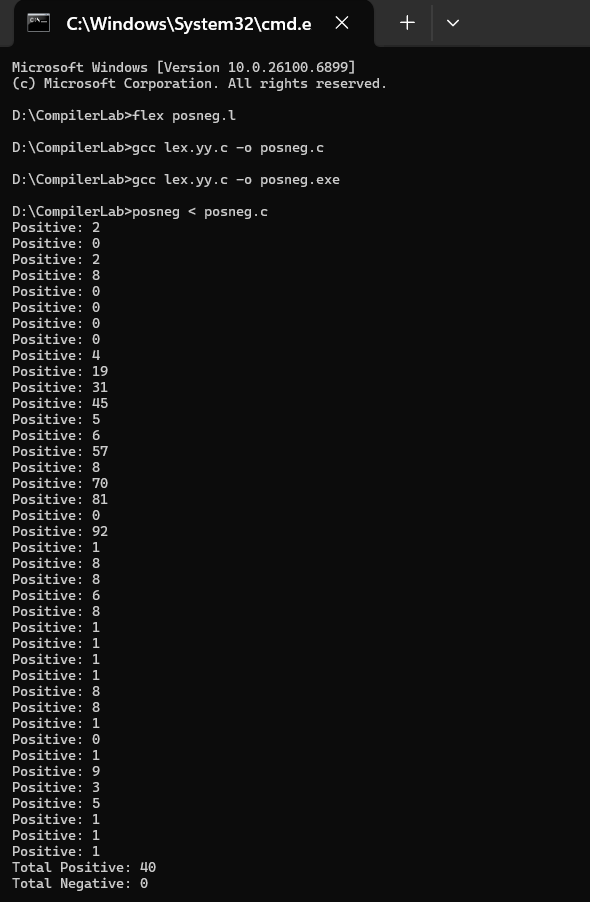 C:\Windows\System32\cmd.e
Microsoft Windows [Version 10.0.26100.6899]
(c) Microsoft Corporation. All rights reserved.
D:\CompilerLab>flex posneg.l
D:\CompilerLab>gcc lex.yy.c -o posneg.c
D:\CompilerLab>gcc lex.yy.c -o posneg.exe
D:\CompilerLab>posneg < posneg.c
Positive: 2
Positive: 0
Positive: 2
Positive: 8
Positive: 0
Positive: 0
Positive: 0
Positive: 0
Positive: 4
Positive: 19
Positive: 31
Positive: 45
Positive: 5
Positive: 6
Positive: 57
Positive: 8
Positive: 70
Positive: 81
Positive: 0
Positive: 92
Positive: 1
Positive: 8
Positive: 8
Positive: 6
Positive: 8
Positive: 1
Positive: 1
Positive: 1
Positive: 1
Positive: 8
Positive: 8
Positive: 1
Positive: 0
Positive: 1
Positive: 9
Positive: 3
Positive: 5
Positive: 1
Positive: 1
Positive: 1
Total Positive: 40
Total Negative: 0